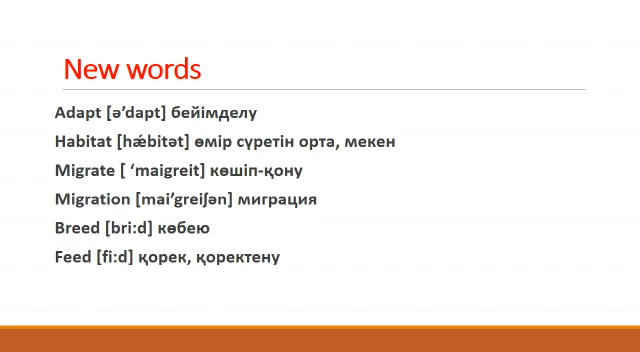 New words
Adapt [ə’dapt] бейімделу
Habitat [hǽbitət] өмір сүретін орта, мекен
Migrate [ ‘maigreit] көшіп-қону
Migration [mai’greiʃən] миграция
Breed [bri:d] көбею
Feed [fi:d] қорек, қоректену